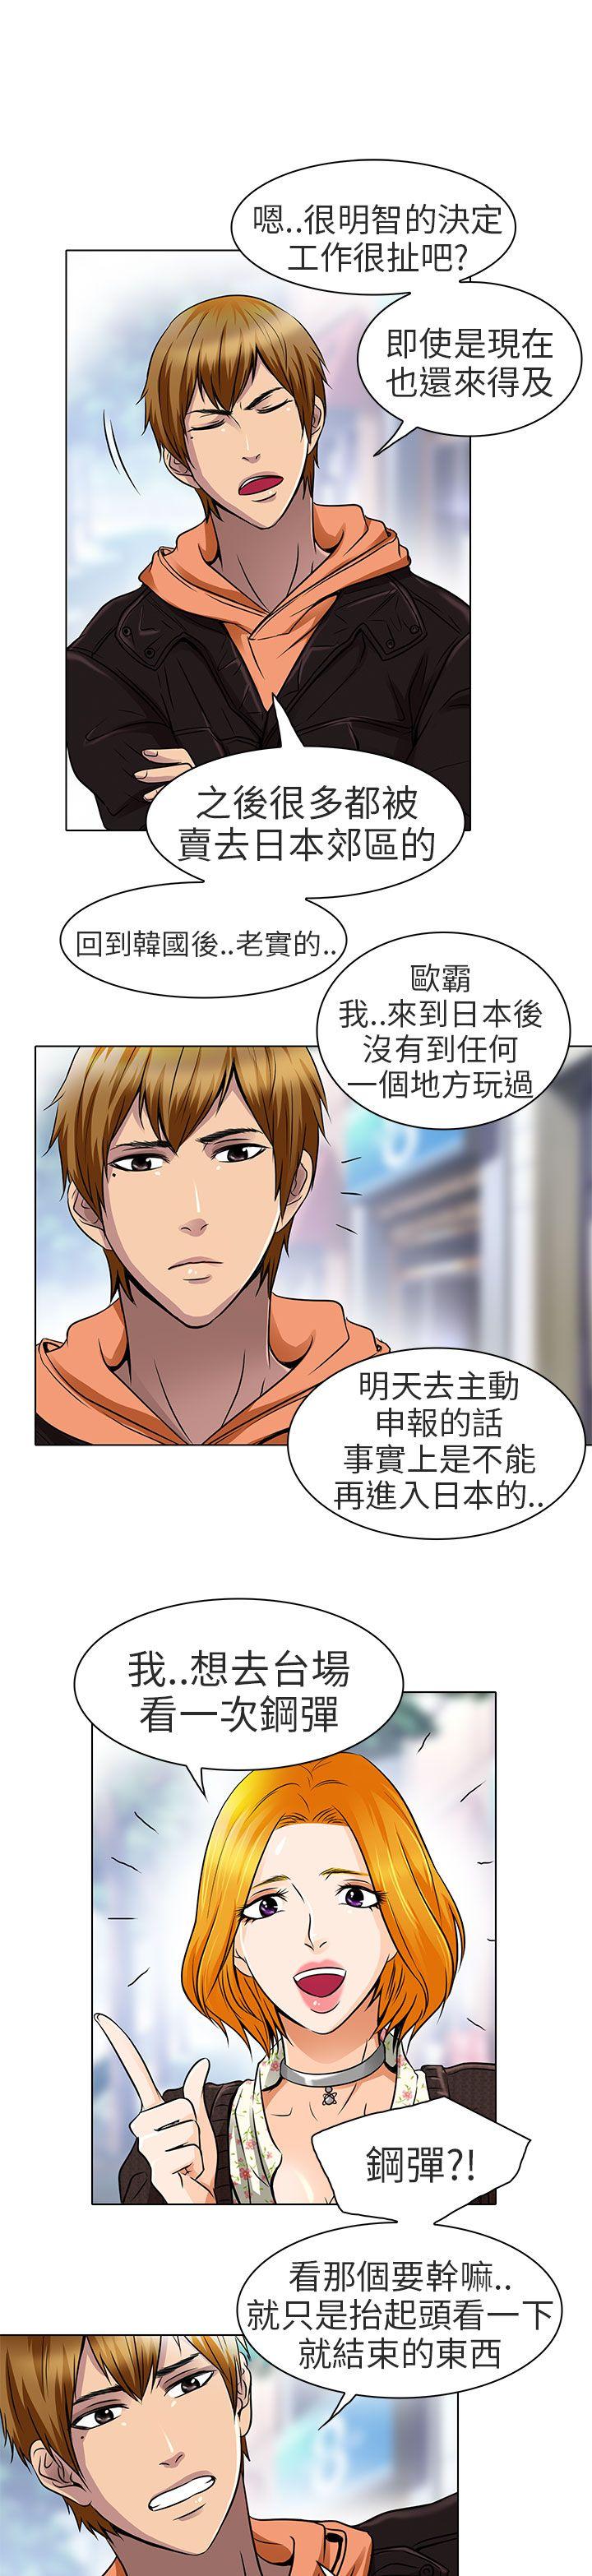 嗯..很明智的決定
工作很扯吧?
即使是現在
也還來得及
之後很多都被
賣去日本郊區的
回到韓國後..老實的..
歐霸
我..來到日本後
沒有到任何
一個地方玩過
明天去主動
申報的話
事實上是不能
再進入日本的..
我..想去台場
看一次鋼彈
鋼彈?!
看那個要幹嘛..
就只是抬起頭看一下
就結束的東西